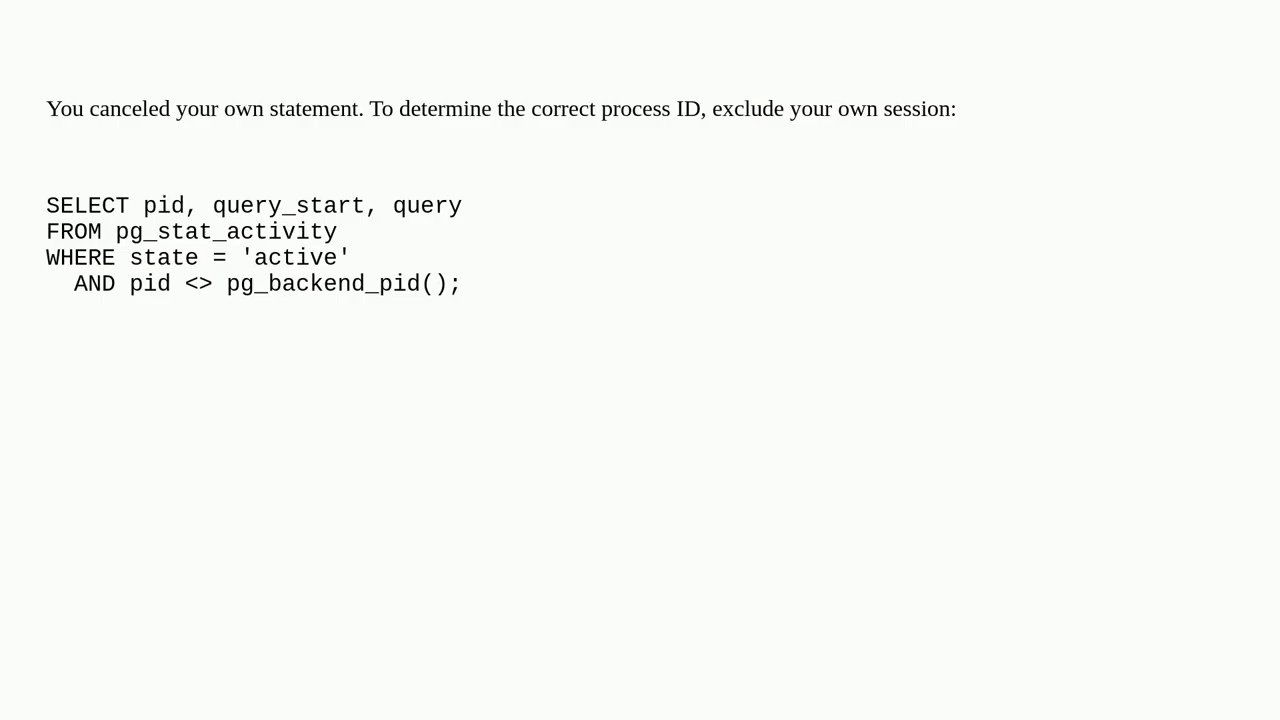 You canceled your own statement. To determine the correct process ID, exclude your own session:
SELECT pid, query_start, query
FROM pg_stat_activity
WHERE state = 'active'
  AND pid <> pg_backend_pid();